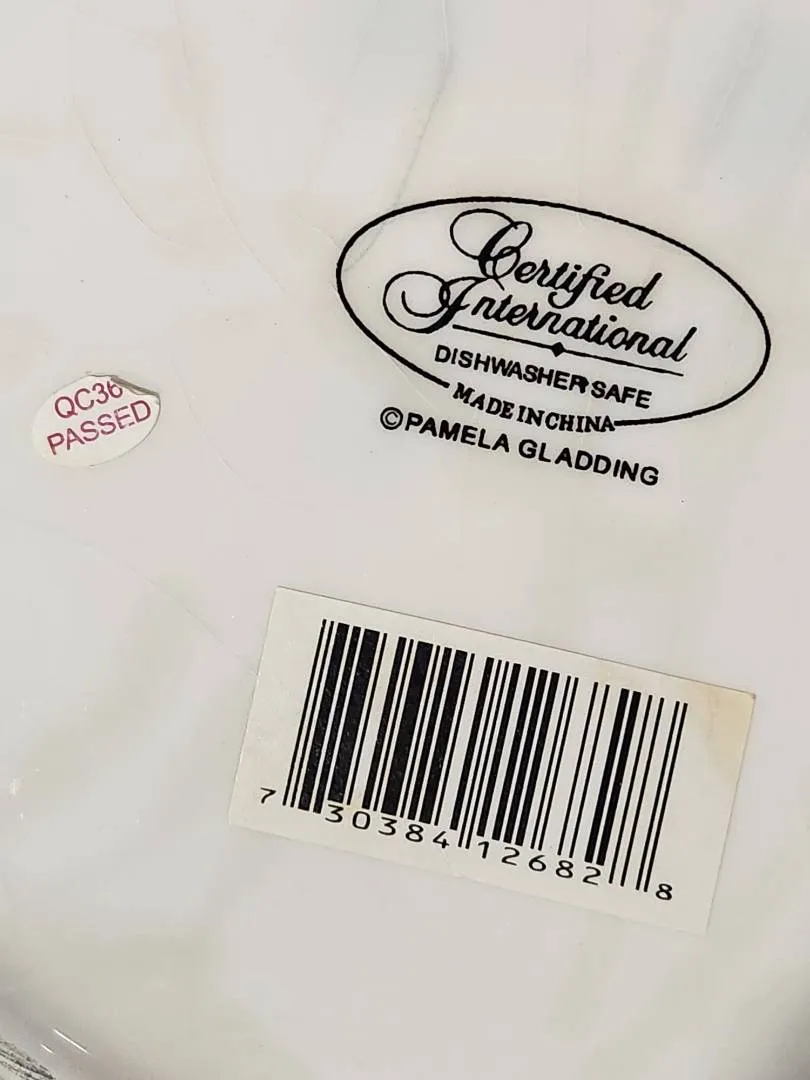 Certified
International
DISHWASHER SAFE
MADE IN CHINA
©PAMELA GLADDING
QC36
PASSED
7 30384 12682 8